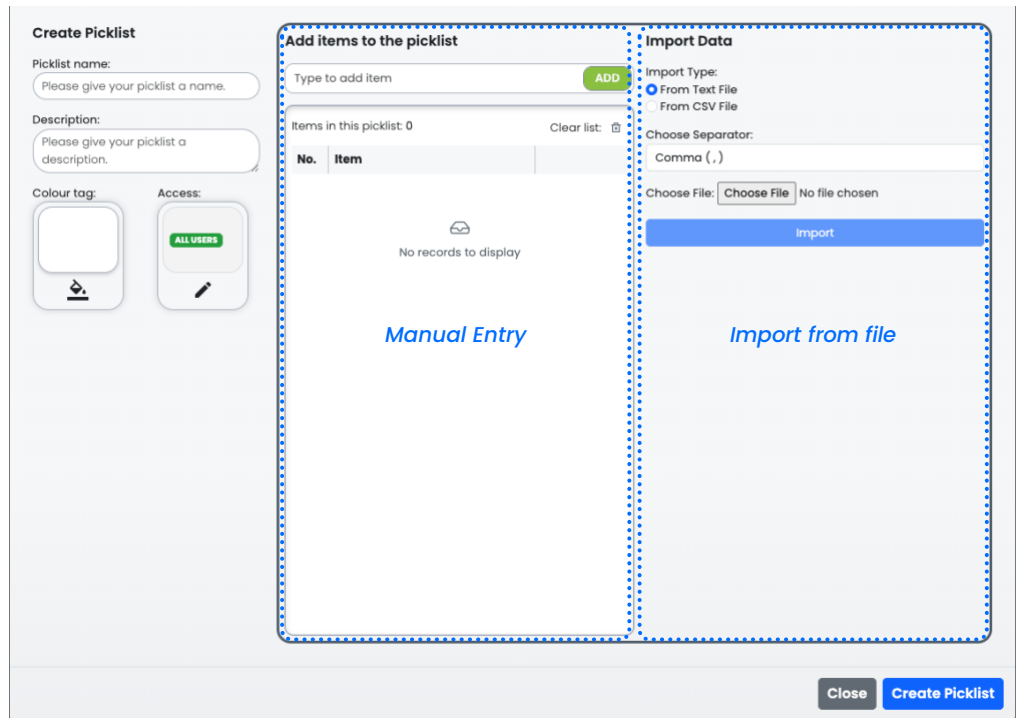 Create Picklist
Picklist name:
Please give your picklist a name.
Description:
Please give your picklist a
description.
Colour tag:
Access:
ALL USERS
Add items to the picklist
Type to add item
ADD
Items in this picklist: 0
Clear list:
No.
Item
No records to display
Manual Entry
Import Data
Import Type:
From Text File
From CSV File
Choose Separator:
Comma (,)
Choose File: Choose File No file chosen
Import
Import from file
Close
Create Picklist